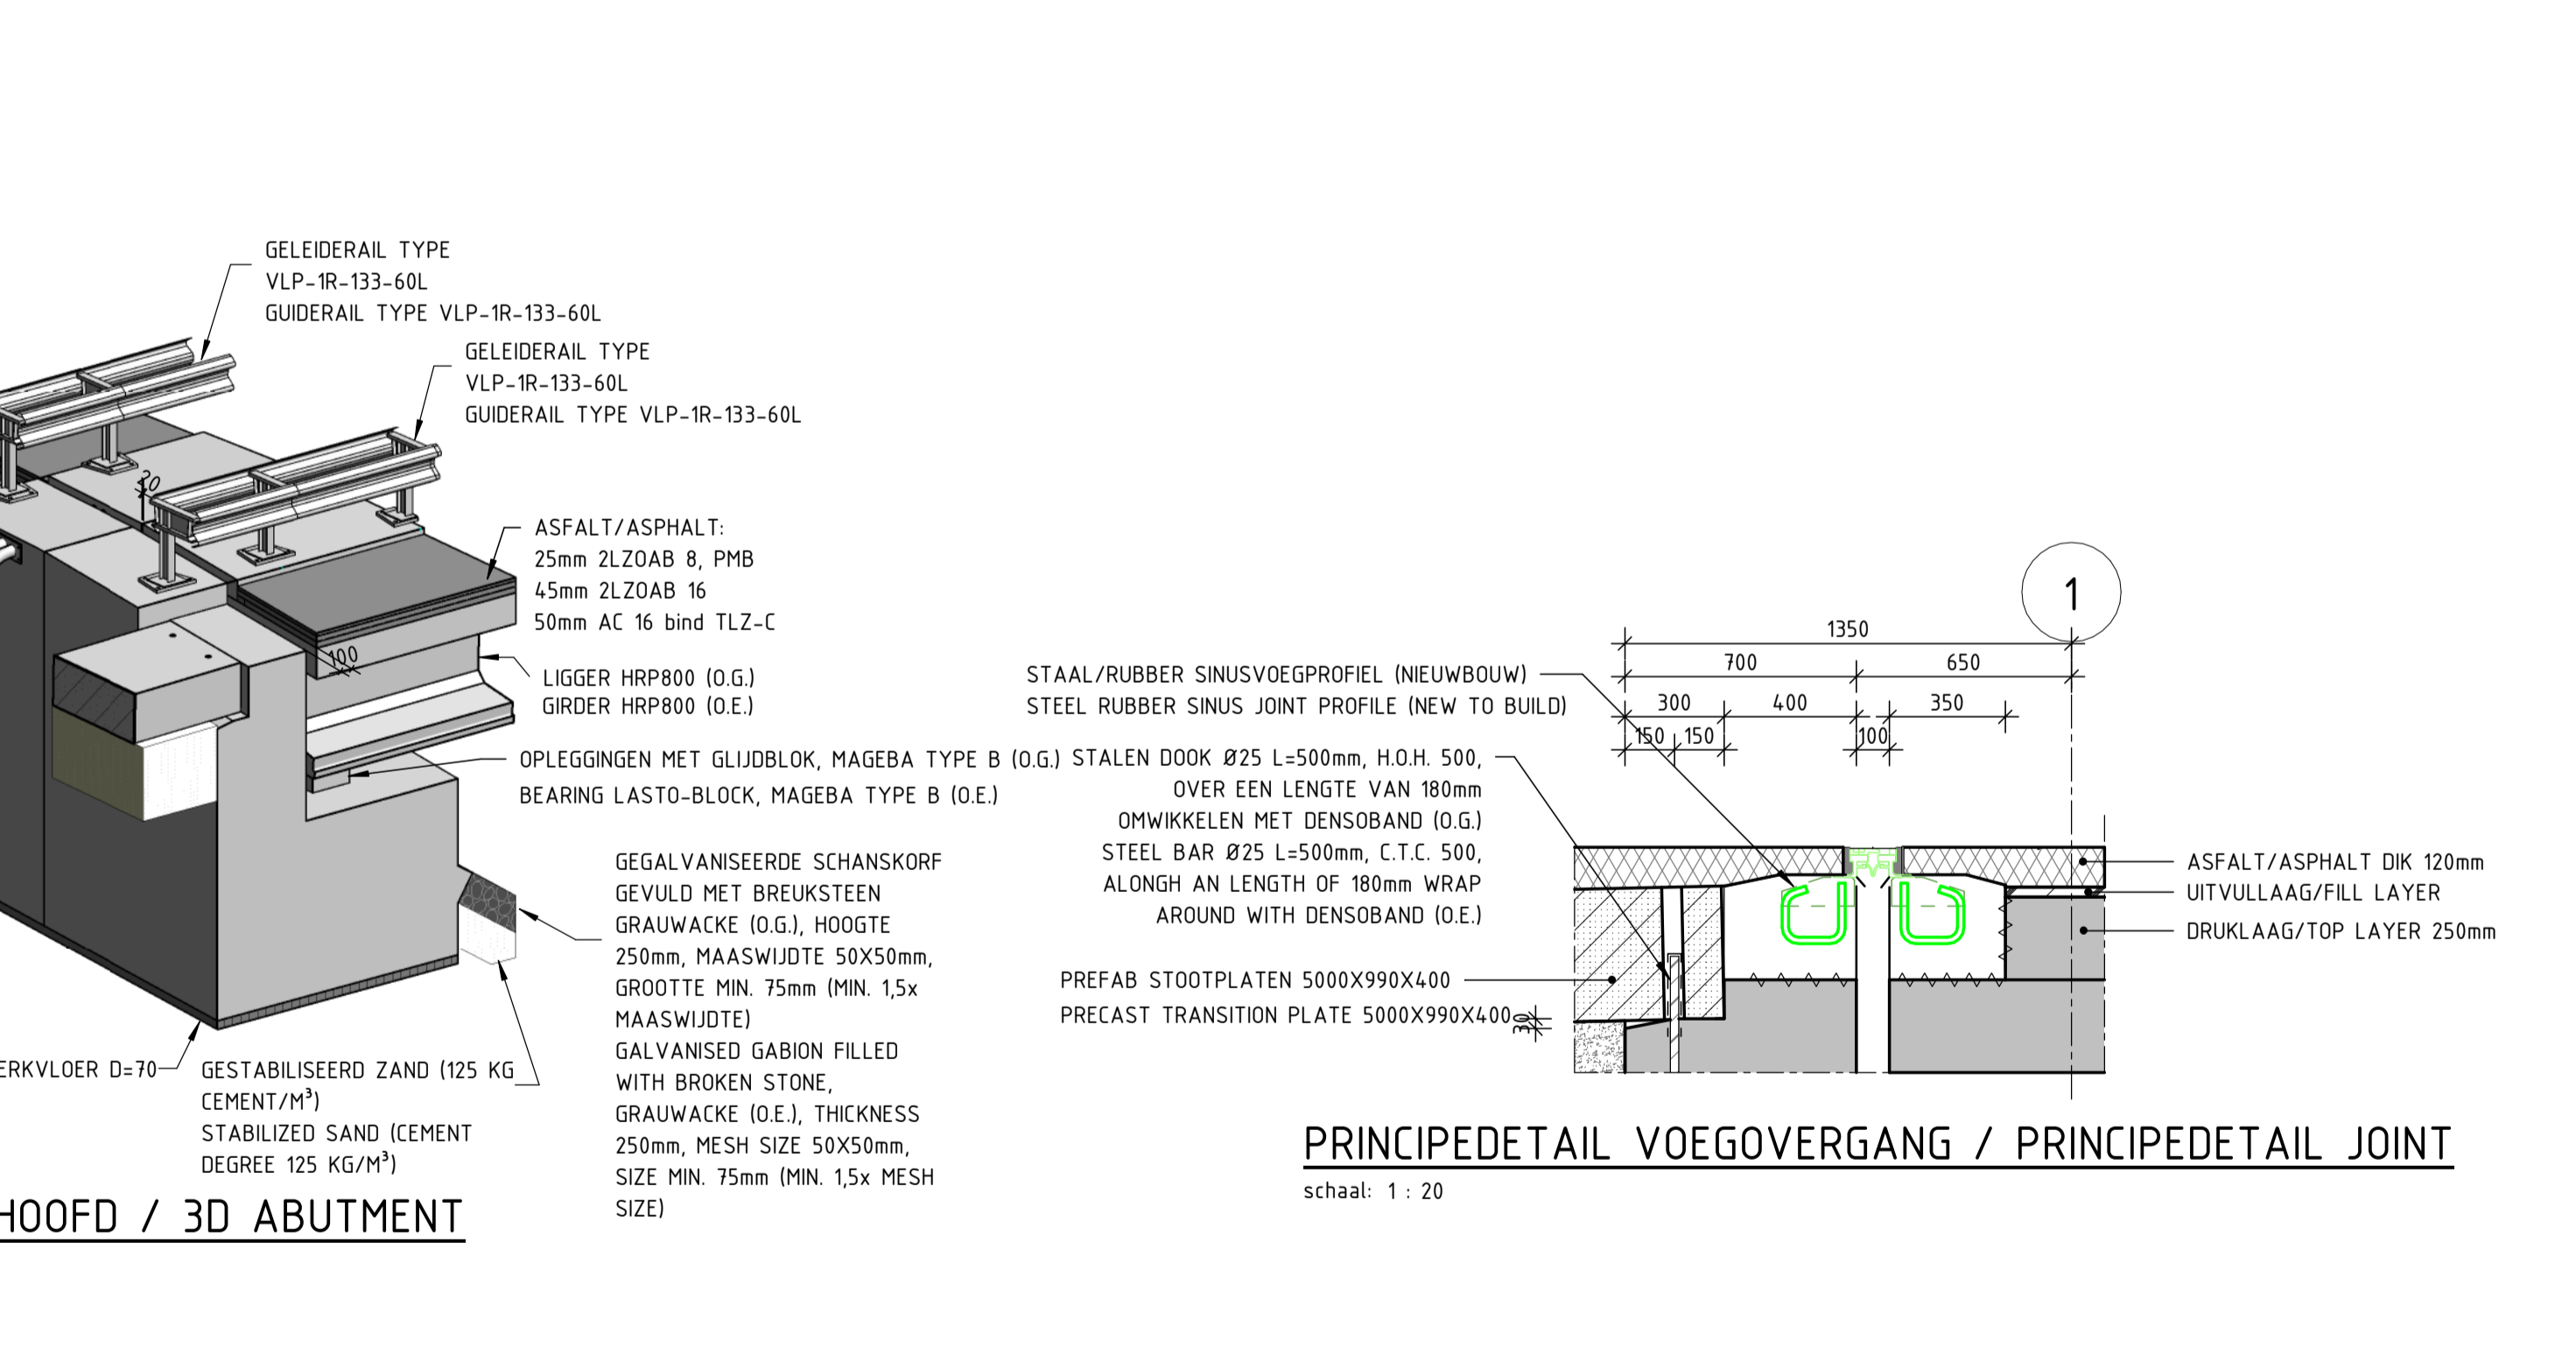 GELEIDERAIL TYPE
VLP-1R-133-60L
GUIDERAIL TYPE VLP-1R-133-60L
GELEIDERAIL TYPE
VLP-1R-133-60L
GUIDERAIL TYPE VLP-1R-133-60L
20
ASFALT/ASPHALT:
25mm 2LZOAB 8, PMB
45mm 2LZOAB 16
50mm AC 16 bind TLZ-C
100
LIGGER HRP800 (O.G.)
GIRDER HRP800 (O.E.)
OPLEGGINGEN MET GLIJDBLOK, MAGEBA TYPE B (O.G.)
BEARING LASTO-BLOCK, MAGEBA TYPE B (O.E.)
GEGALVANISEERDE SCHANSKORF
GEVULD MET BREUKSTEEN
GRAUWACKE (O.G.), HOOGTE
250mm, MAASWIJDTE 50X50mm,
GROOTTE MIN. 75mm (MIN. 1,5x
MAASWIJDTE)
GALVANISED GABION FILLED
WITH BROKEN STONE,
GRAUWACKE (O.E.), THICKNESS
250mm, MESH SIZE 50X50mm,
SIZE MIN. 75mm (MIN. 1,5x MESH
SIZE)
ERKVLOER D=70
GESTABILISEERD ZAND (125 KG
CEMENT/M³)
STABILIZED SAND (CEMENT
DEGREE 125 KG/M³)
HOOFD / 3D ABUTMENT
1
1350
700 650
300 400 350
150 150 100
STAAL/RUBBER SINUSVOEGPROFIEL (NIEUWBOUW)
STEEL RUBBER SINUS JOINT PROFILE (NEW TO BUILD)
STALEN DOOK Ø25 L=500mm, H.O.H. 500,
OVER EEN LENGTE VAN 180mm
OMWIKKELEN MET DENSOBAND (O.G.)
STEEL BAR Ø25 L=500mm, C.T.C. 500,
ALONGH AN LENGTH OF 180mm WRAP
AROUND WITH DENSOBAND (O.E.)
PREFAB STOOTPLATEN 5000X990X400
PRECAST TRANSITION PLATE 5000X990X400
30
ASFALT/ASPHALT DIK 120mm
UITVULLAAG/FILL LAYER
DRUKLAAG/TOP LAYER 250mm
PRINCIPEDETAIL VOEGOVERGANG / PRINCIPEDETAIL JOINT
schaal: 1 : 20